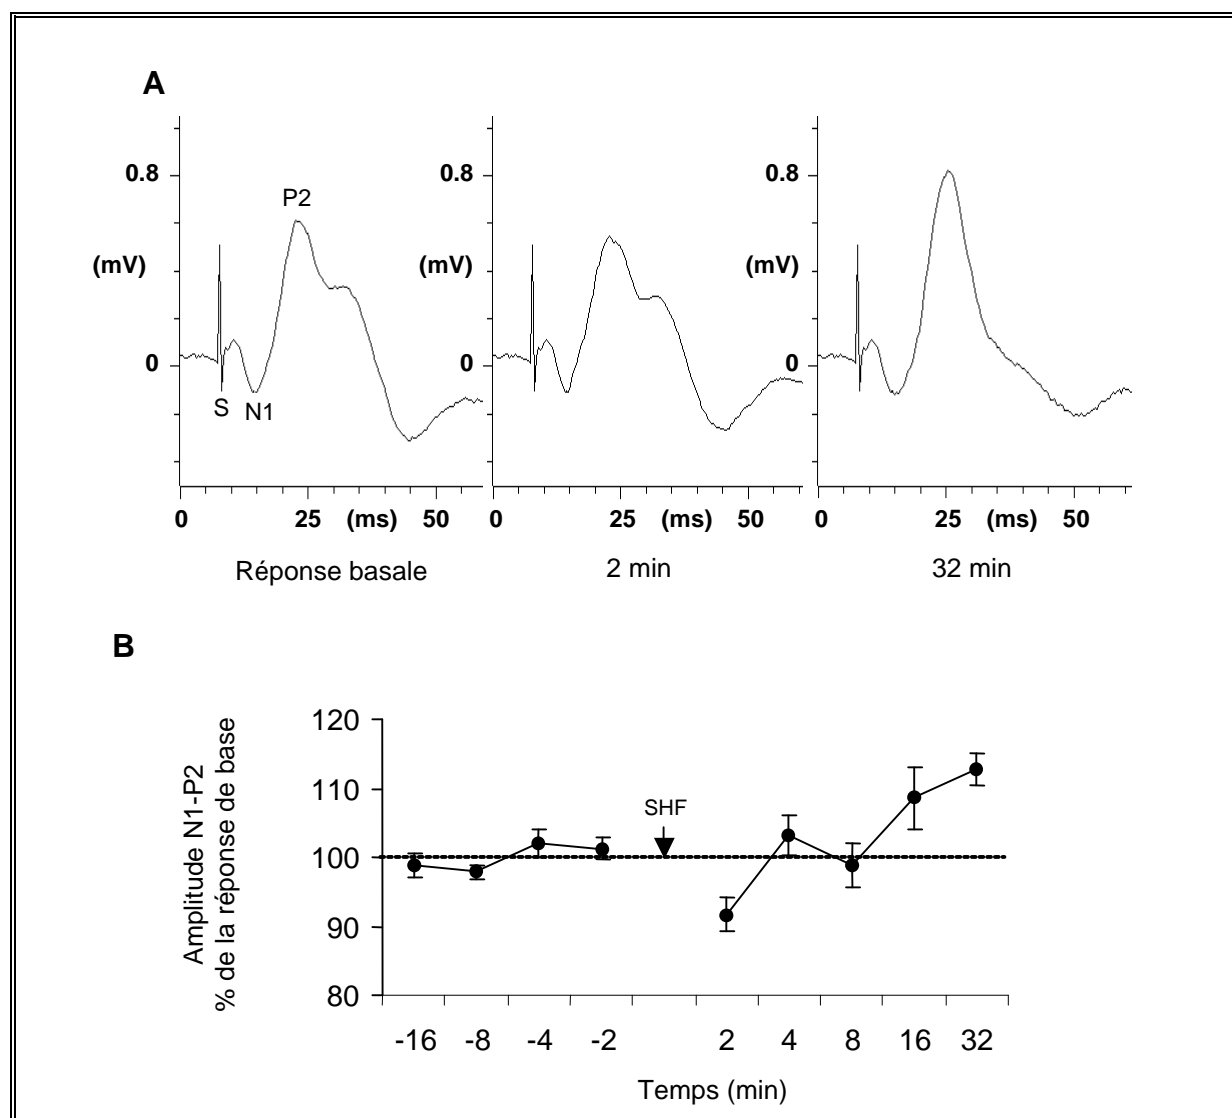 A
0.8 0.8 0.8
P2
(mV) (mV) (mV)
0 0 0
S N1
0 25 (ms) 50 0 25 (ms) 50 0 25 (ms) 50
Réponse basale 2 min 32 min
B
Amplitude N1-P2
% de la réponse de base
120
110
100
90
80
SHF
-16 -8 -4 -2 2 4 8 16 32
Temps (min)